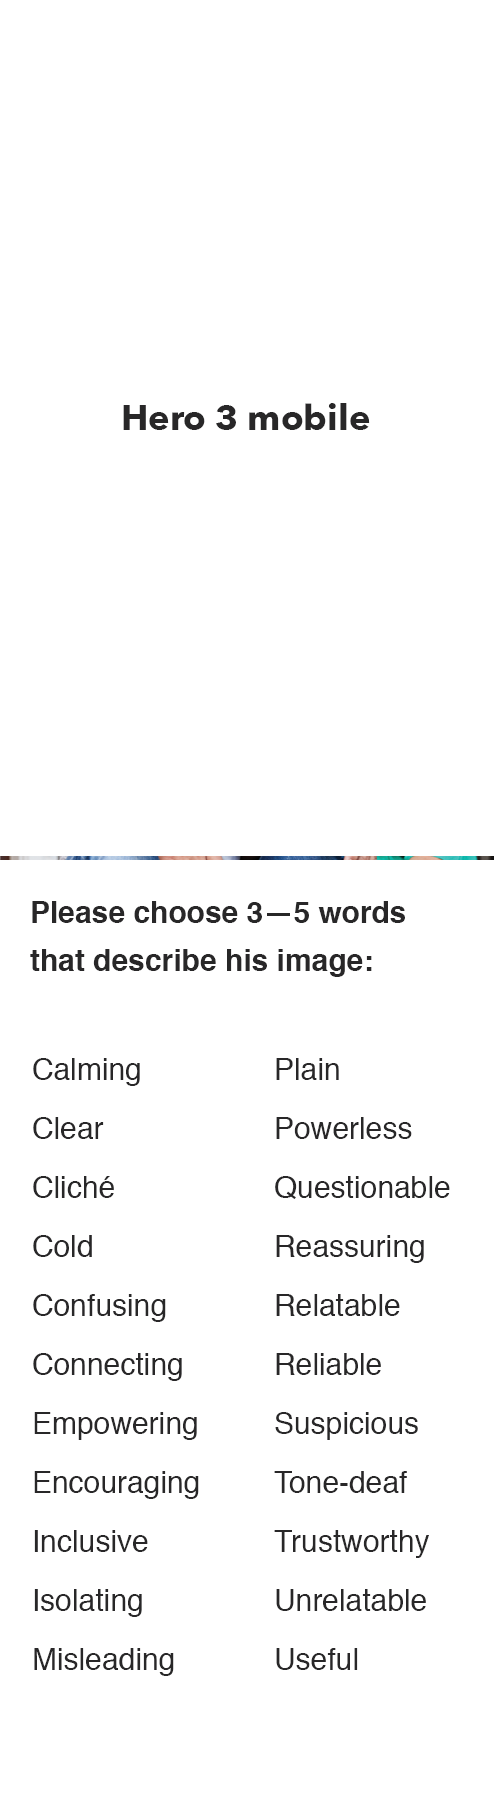 Hero 3 mobile
Please choose 3—5 words
that describe his image:
Calming
Clear
Cliché
Cold
Confusing
Connecting
Empowering
Encouraging
Inclusive
Isolating
Misleading
Plain
Powerless
Questionable
Reassuring
Relatable
Reliable
Suspicious
Tone-deaf
Trustworthy
Unrelatable
Useful